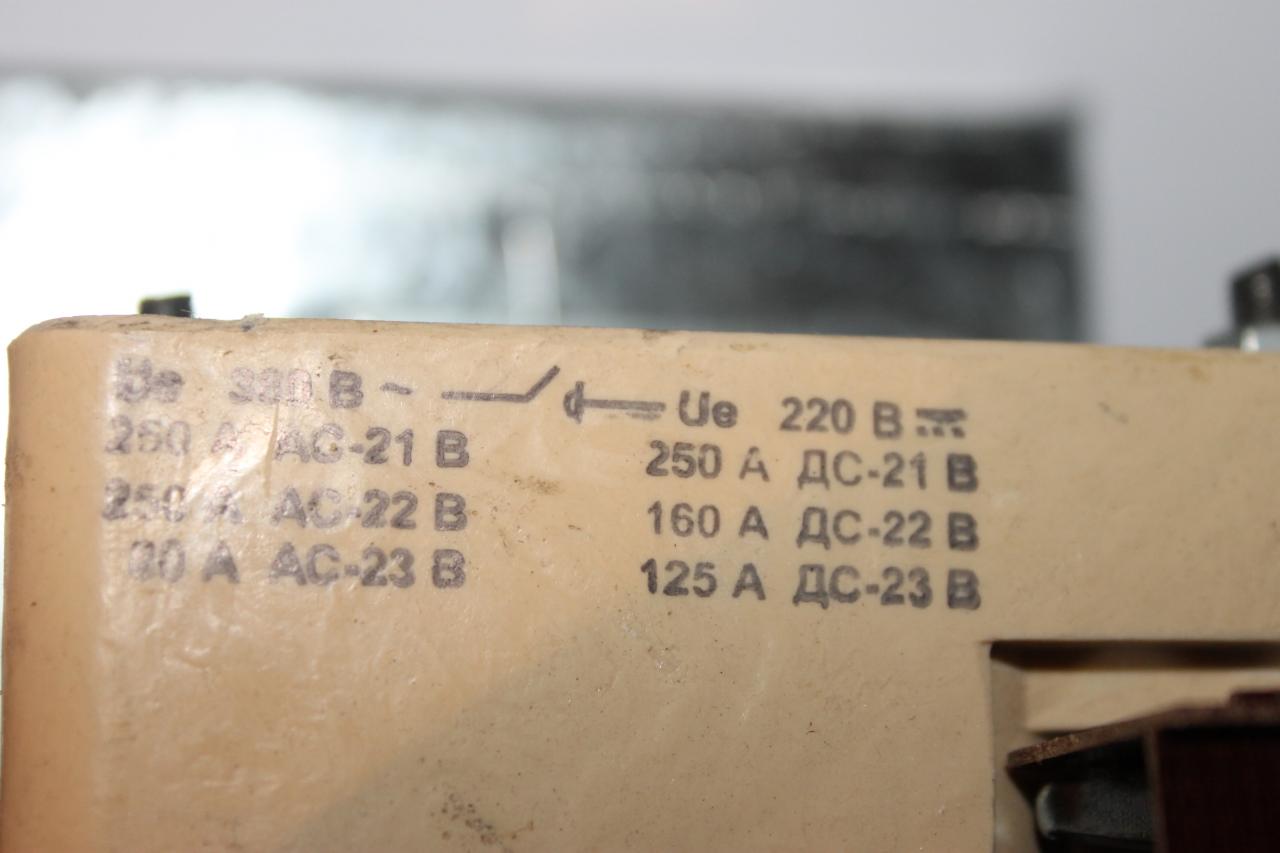 Ue 380 В ~ Ue 220 В
250 А АС-21 В 250 А ДС-21 В
250 А АС-22 В 160 А ДС-22 В
А АС-23 В 125 А ДС-23 В